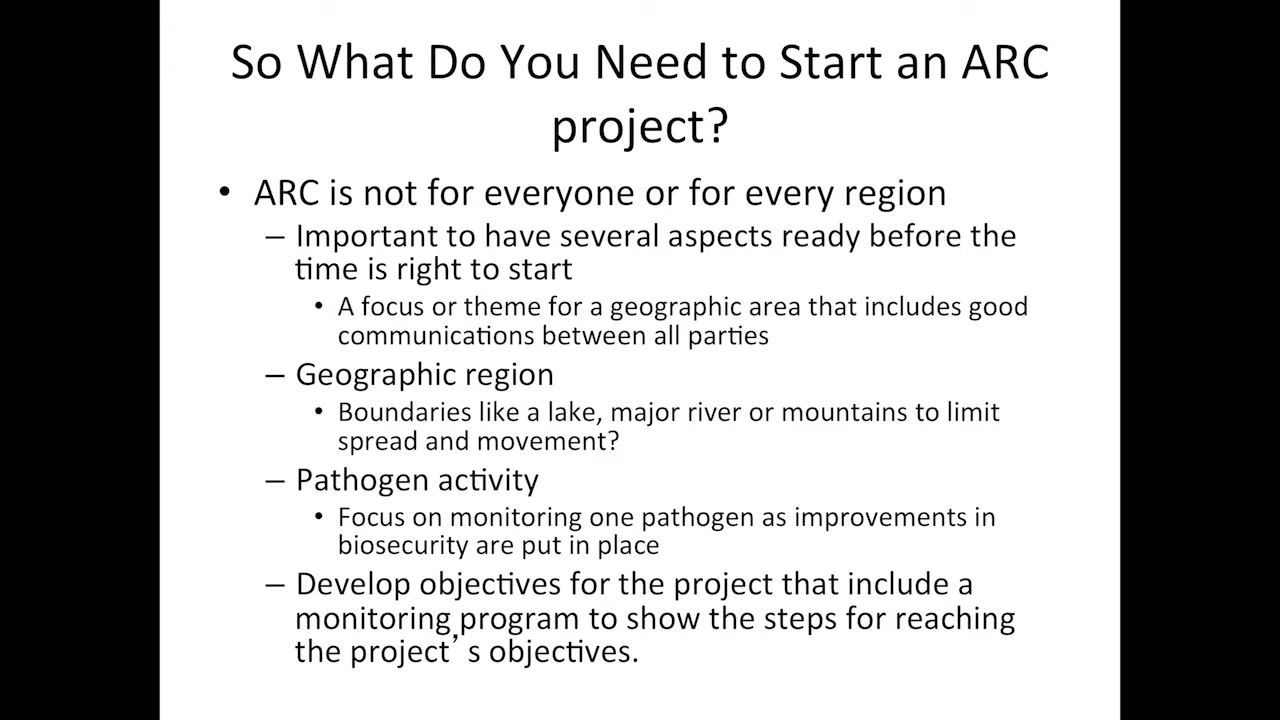 So What Do You Need to Start an ARC
project?
• ARC is not for everyone or for every region
– Important to have several aspects ready before the
time is right to start
• A focus or theme for a geographic area that includes good
communications between all parties
– Geographic region
• Boundaries like a lake, major river or mountains to limit
spread and movement?
– Pathogen activity
• Focus on monitoring one pathogen as improvements in
biosecurity are put in place
– Develop objectives for the project that include a
monitoring program to show the steps for reaching
the project’s objectives.